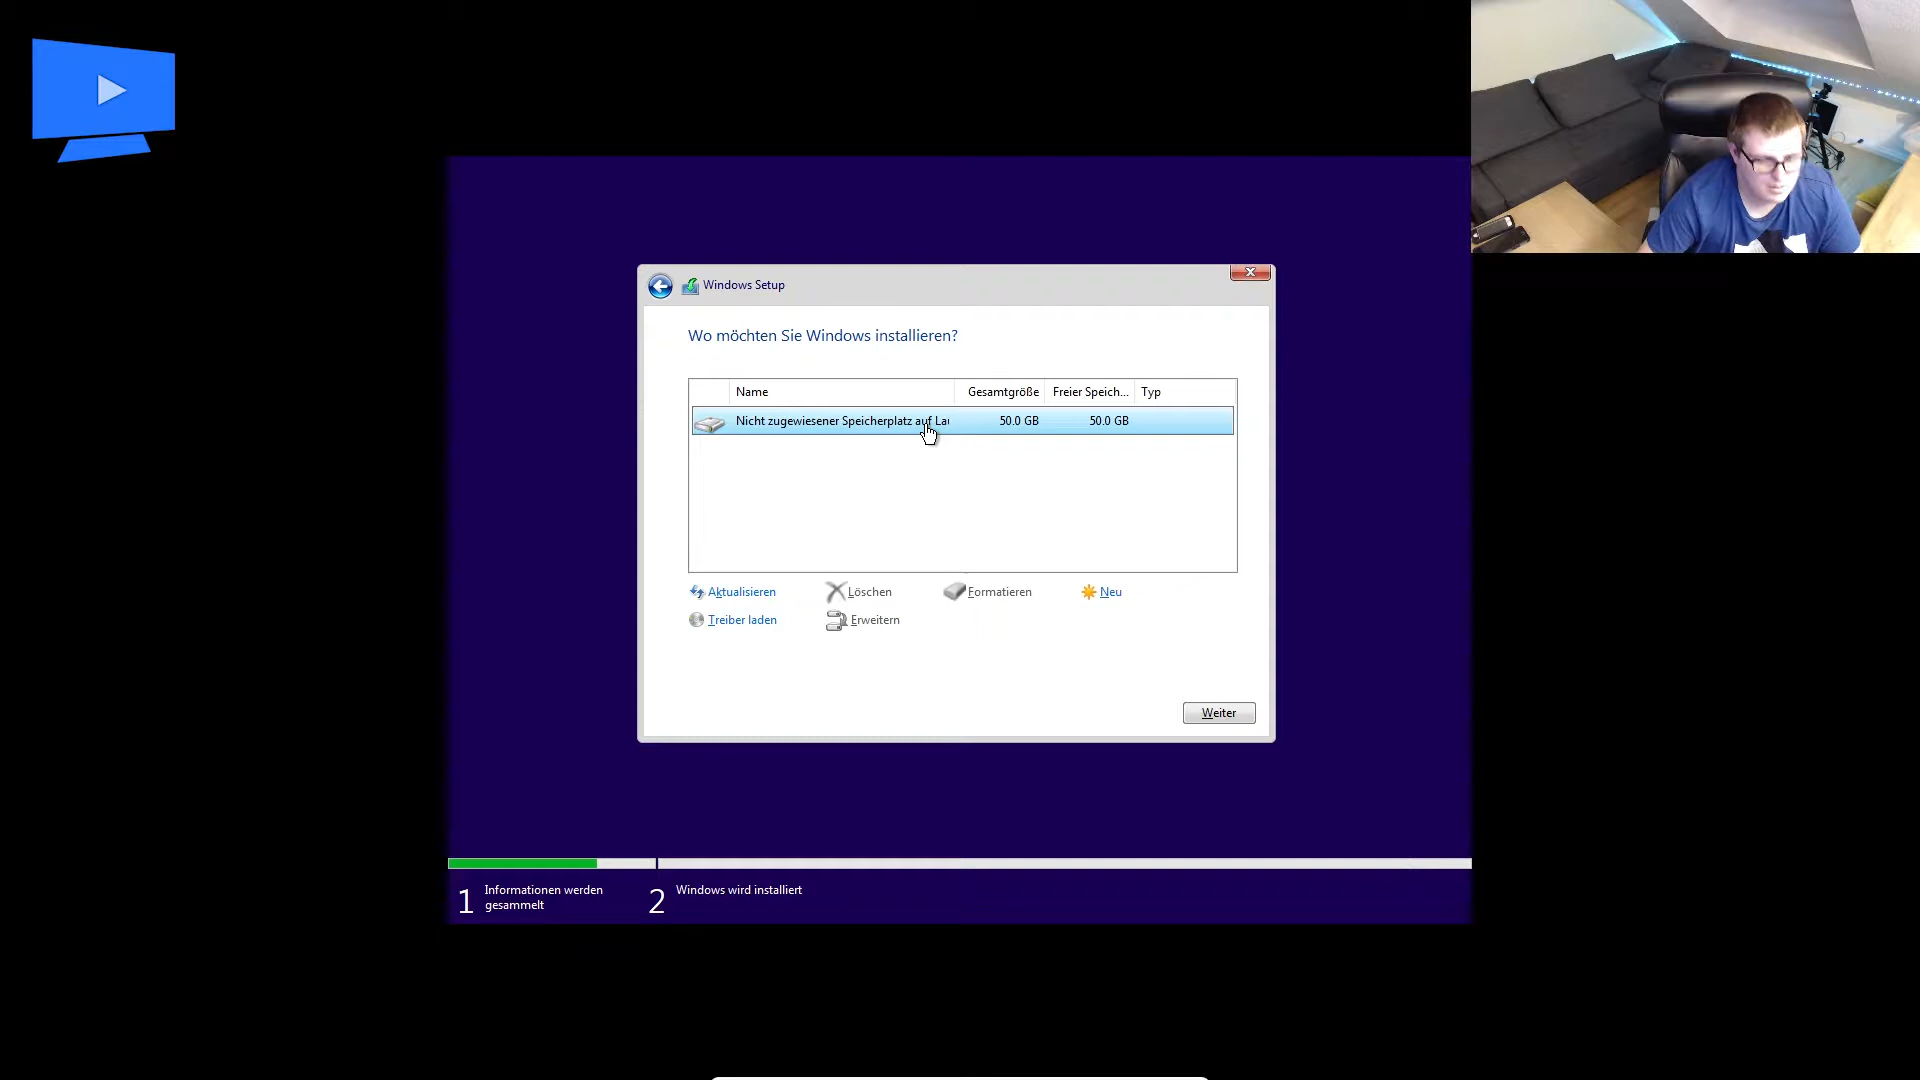 Windows Setup
Wo möchten Sie Windows installieren?
Name Gesamtgröße Freier Speich... Typ
Nicht zugewiesener Speicherplatz auf 50.0 GB 50.0 GB
Aktualisieren Löschen Formatieren Neu
Treiber laden Erweitern
Weiter
1 Informationen werden gesammelt
2 Windows wird installiert